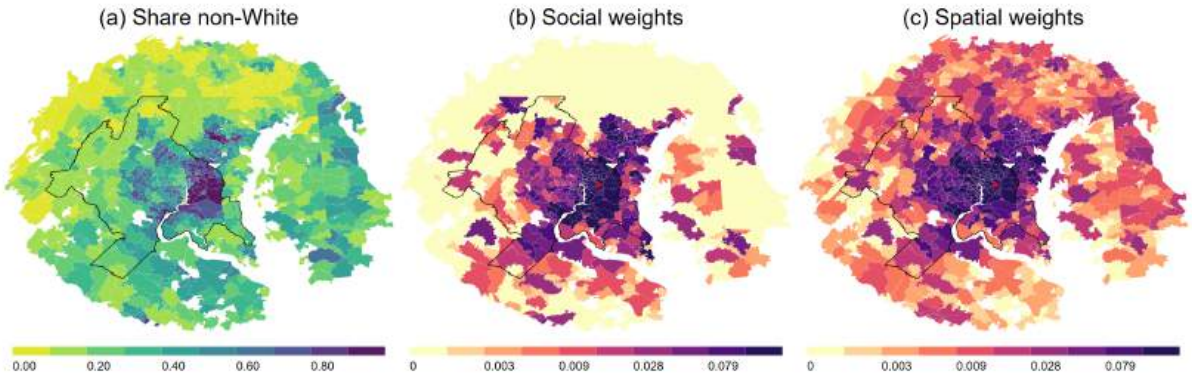 (a) Share non-White
(b) Social weights
(c) Spatial weights
0.00 0.20 0.40 0.60 0.80
0 0.003 0.009 0.028 0.079
0 0.003 0.009 0.028 0.079